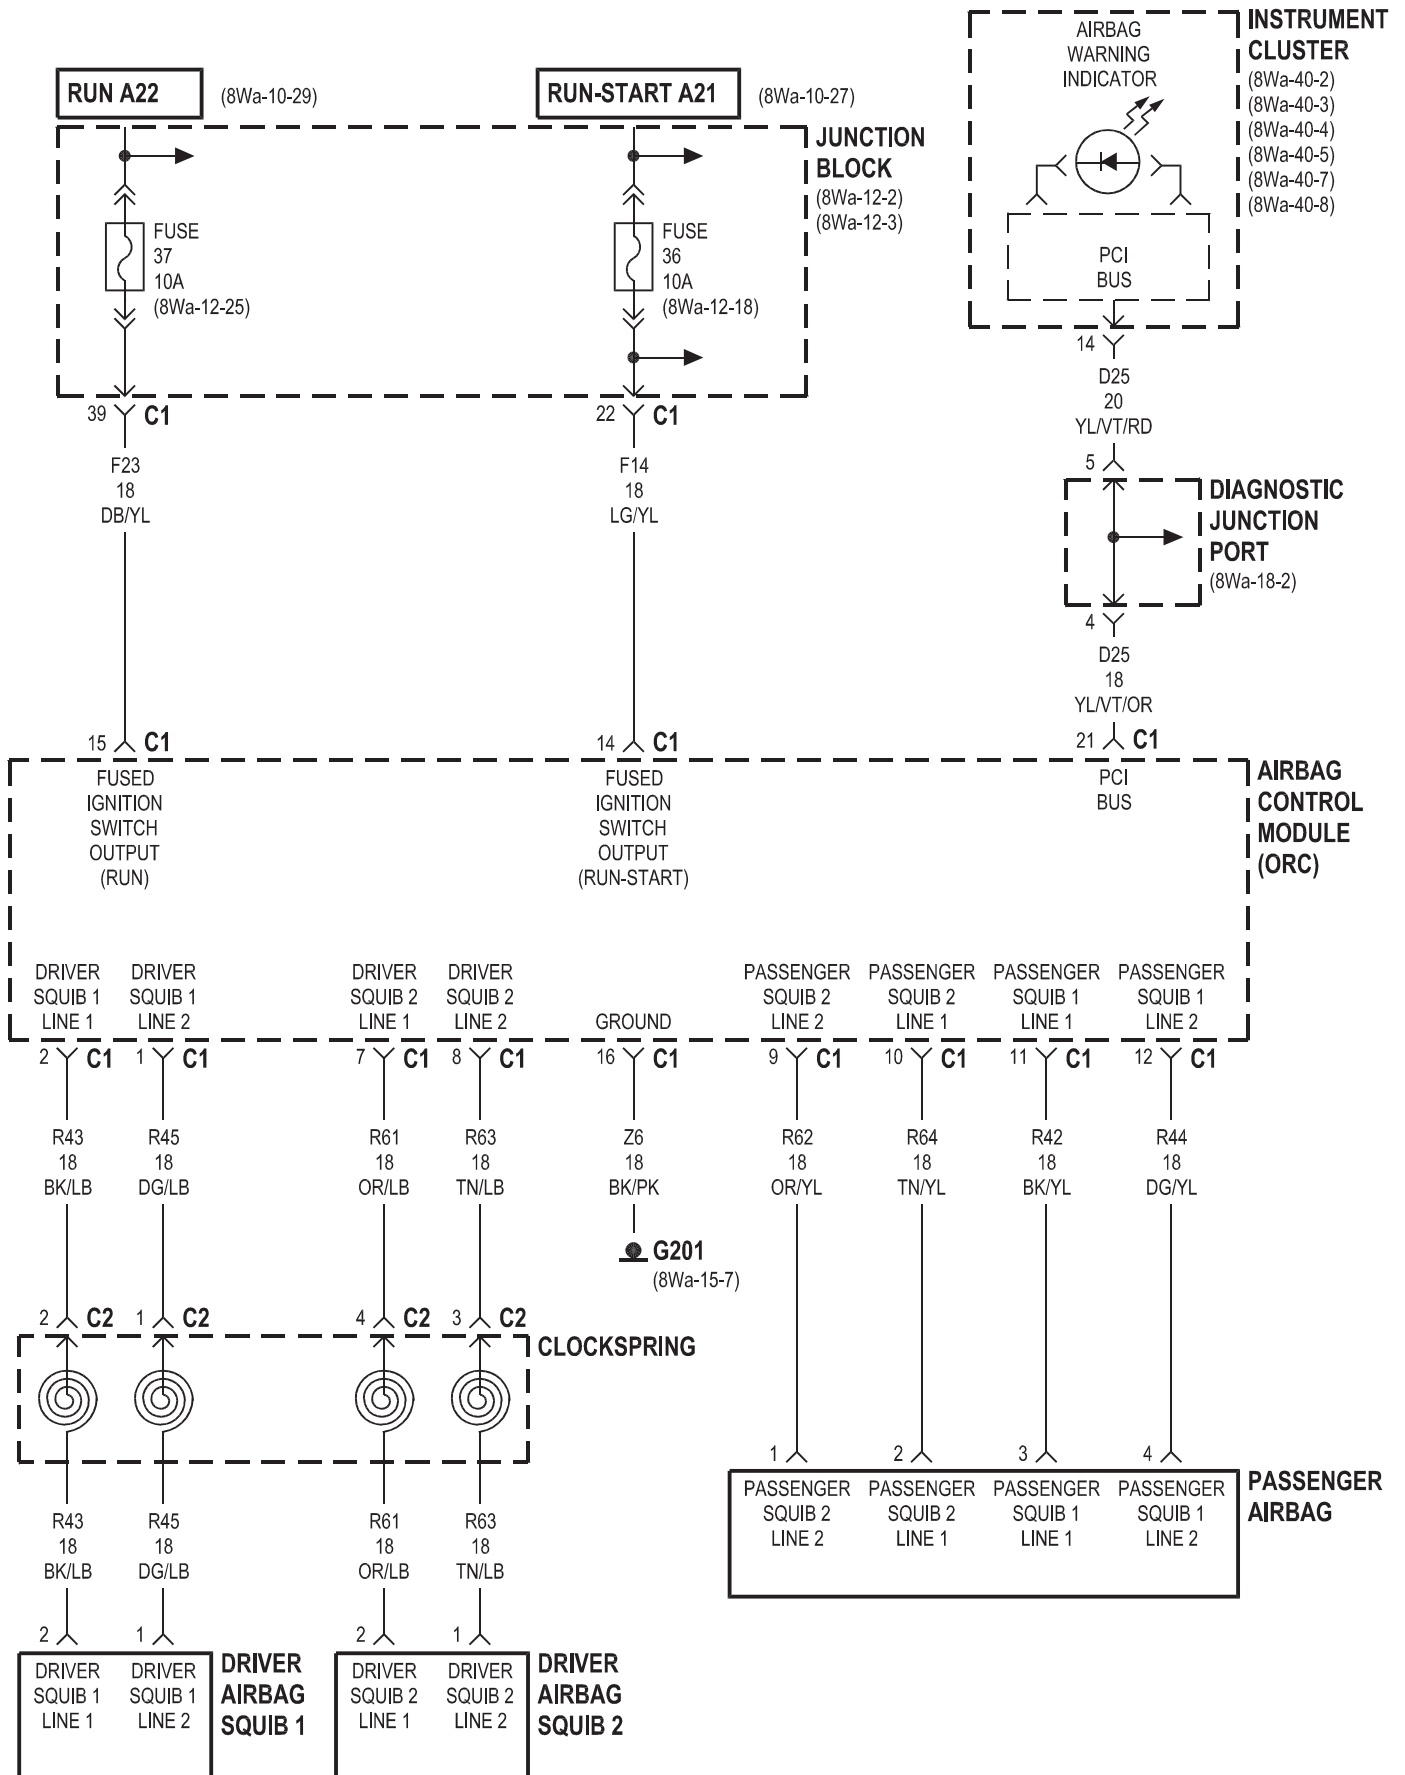 RUN A22
(8Wa-10-29)
RUN-START A21
(8Wa-10-27)
AIRBAG
WARNING
INDICATOR
INSTRUMENT
CLUSTER
(8Wa-40-2)
(8Wa-40-3)
(8Wa-40-4)
(8Wa-40-5)
(8Wa-40-7)
(8Wa-40-8)
JUNCTION
BLOCK
(8Wa-12-2)
(8Wa-12-3)
FUSE
37
10A
(8Wa-12-25)
FUSE
36
10A
(8Wa-12-18)
PCI
BUS
14
D25
20
YL/VT/RD
5
39 C1
22 C1
F23
18
DB/YL
F14
18
LG/YL
DIAGNOSTIC
JUNCTION
PORT
(8Wa-18-2)
4
D25
18
YL/VT/OR
15 C1
14 C1
21 C1
FUSED
IGNITION
SWITCH
OUTPUT
(RUN)
FUSED
IGNITION
SWITCH
OUTPUT
(RUN-START)
PCI
BUS
AIRBAG
CONTROL
MODULE
(ORC)
DRIVER
SQUIB 1
LINE 1
DRIVER
SQUIB 1
LINE 2
DRIVER
SQUIB 2
LINE 1
DRIVER
SQUIB 2
LINE 2
GROUND
PASSENGER
SQUIB 2
LINE 2
PASSENGER
SQUIB 2
LINE 1
PASSENGER
SQUIB 1
LINE 1
PASSENGER
SQUIB 1
LINE 2
2 C1
1 C1
7 C1
8 C1
16 C1
9 C1
10 C1
11 C1
12 C1
R43
18
BK/LB
R45
18
DG/LB
R61
18
OR/LB
R63
18
TN/LB
Z6
18
BK/PK
R62
18
OR/YL
R64
18
TN/YL
R42
18
BK/YL
R44
18
DG/YL
G201
(8Wa-15-7)
2 C2
1 C2
4 C2
3 C2
CLOCKSPRING
1
2
3
4
PASSENGER
SQUIB 2
LINE 2
PASSENGER
SQUIB 2
LINE 1
PASSENGER
SQUIB 1
LINE 1
PASSENGER
SQUIB 1
LINE 2
PASSENGER
AIRBAG
R43
18
BK/LB
R45
18
DG/LB
R61
18
OR/LB
R63
18
TN/LB
2
1
2
1
DRIVER
SQUIB 1
LINE 1
DRIVER
SQUIB 1
LINE 2
DRIVER
AIRBAG
SQUIB 1
DRIVER
SQUIB 2
LINE 1
DRIVER
SQUIB 2
LINE 2
DRIVER
AIRBAG
SQUIB 2